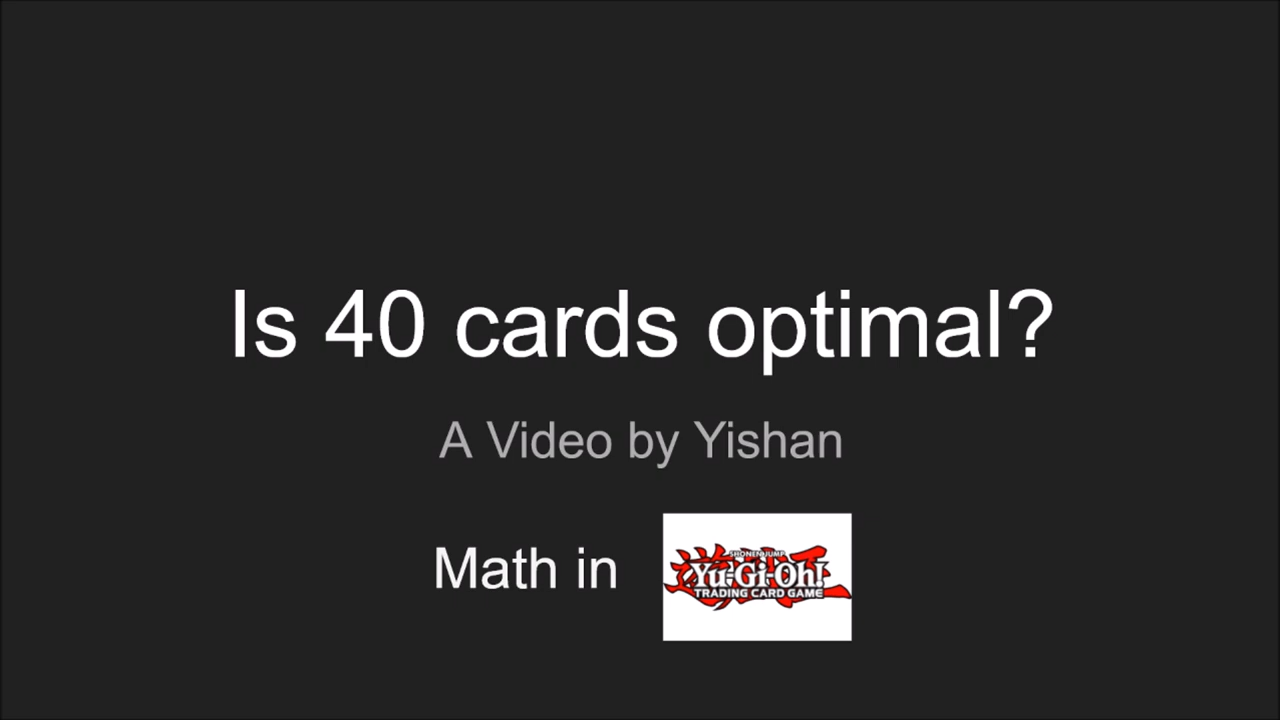 Is 40 cards optimal?
A Video by Yishan
Math in
SHONEN JUMP
Yu-Gi-Oh!
TRADING CARD GAME